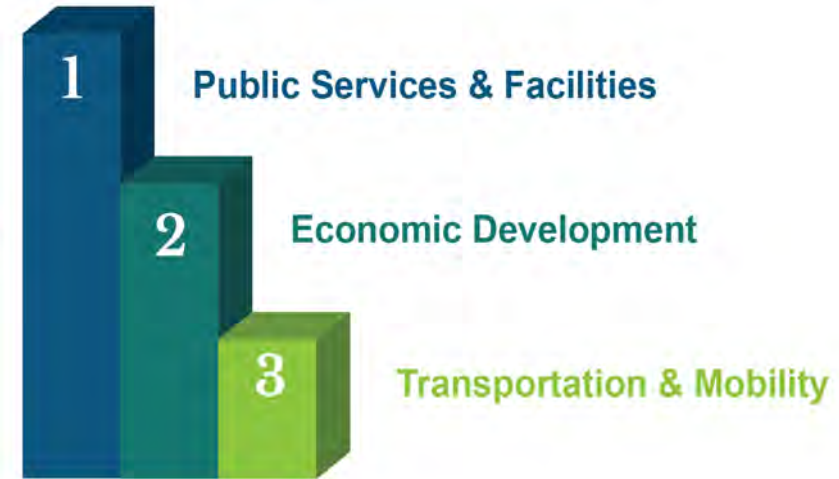 1 Public Services & Facilities
2 Economic Development
3 Transportation & Mobility